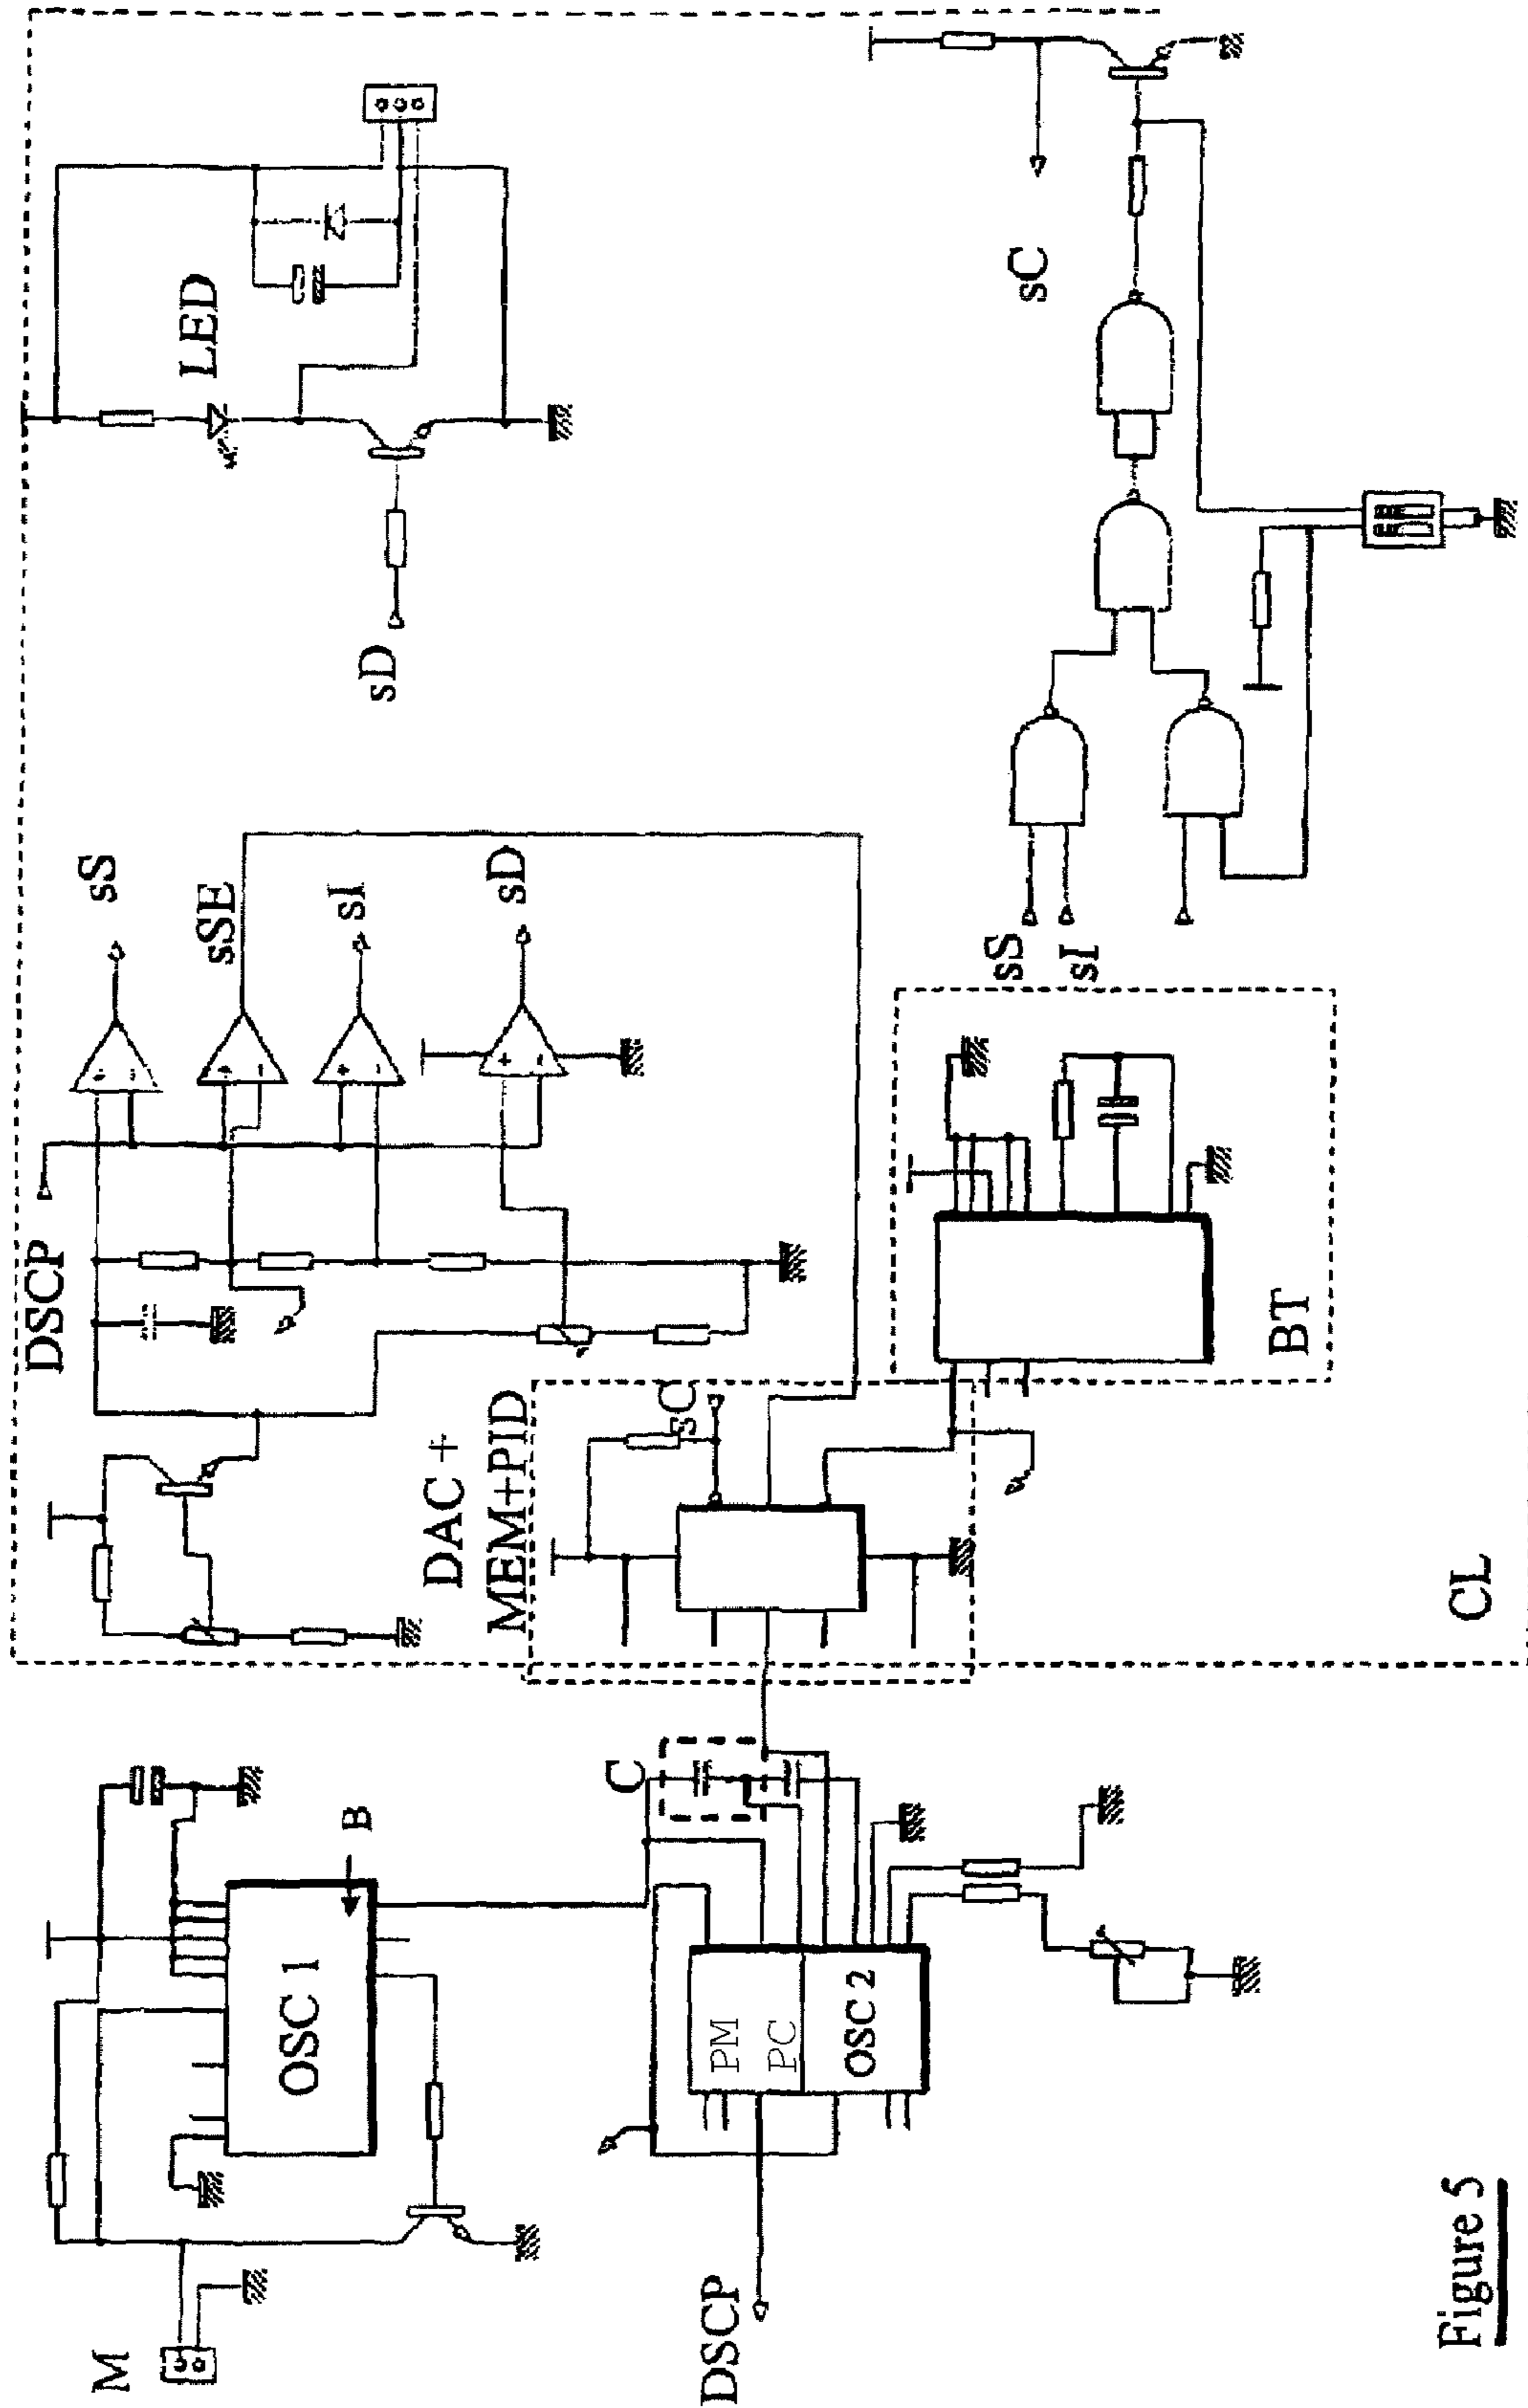 LED
sD
sC
sS
sSE
sI
sD
DSCP
sS
sI
DAC +
MEM+PID
sC
BT
CL
B
C
OSC 1
PM
PC
OSC 2
M
DSCP
Figure 5